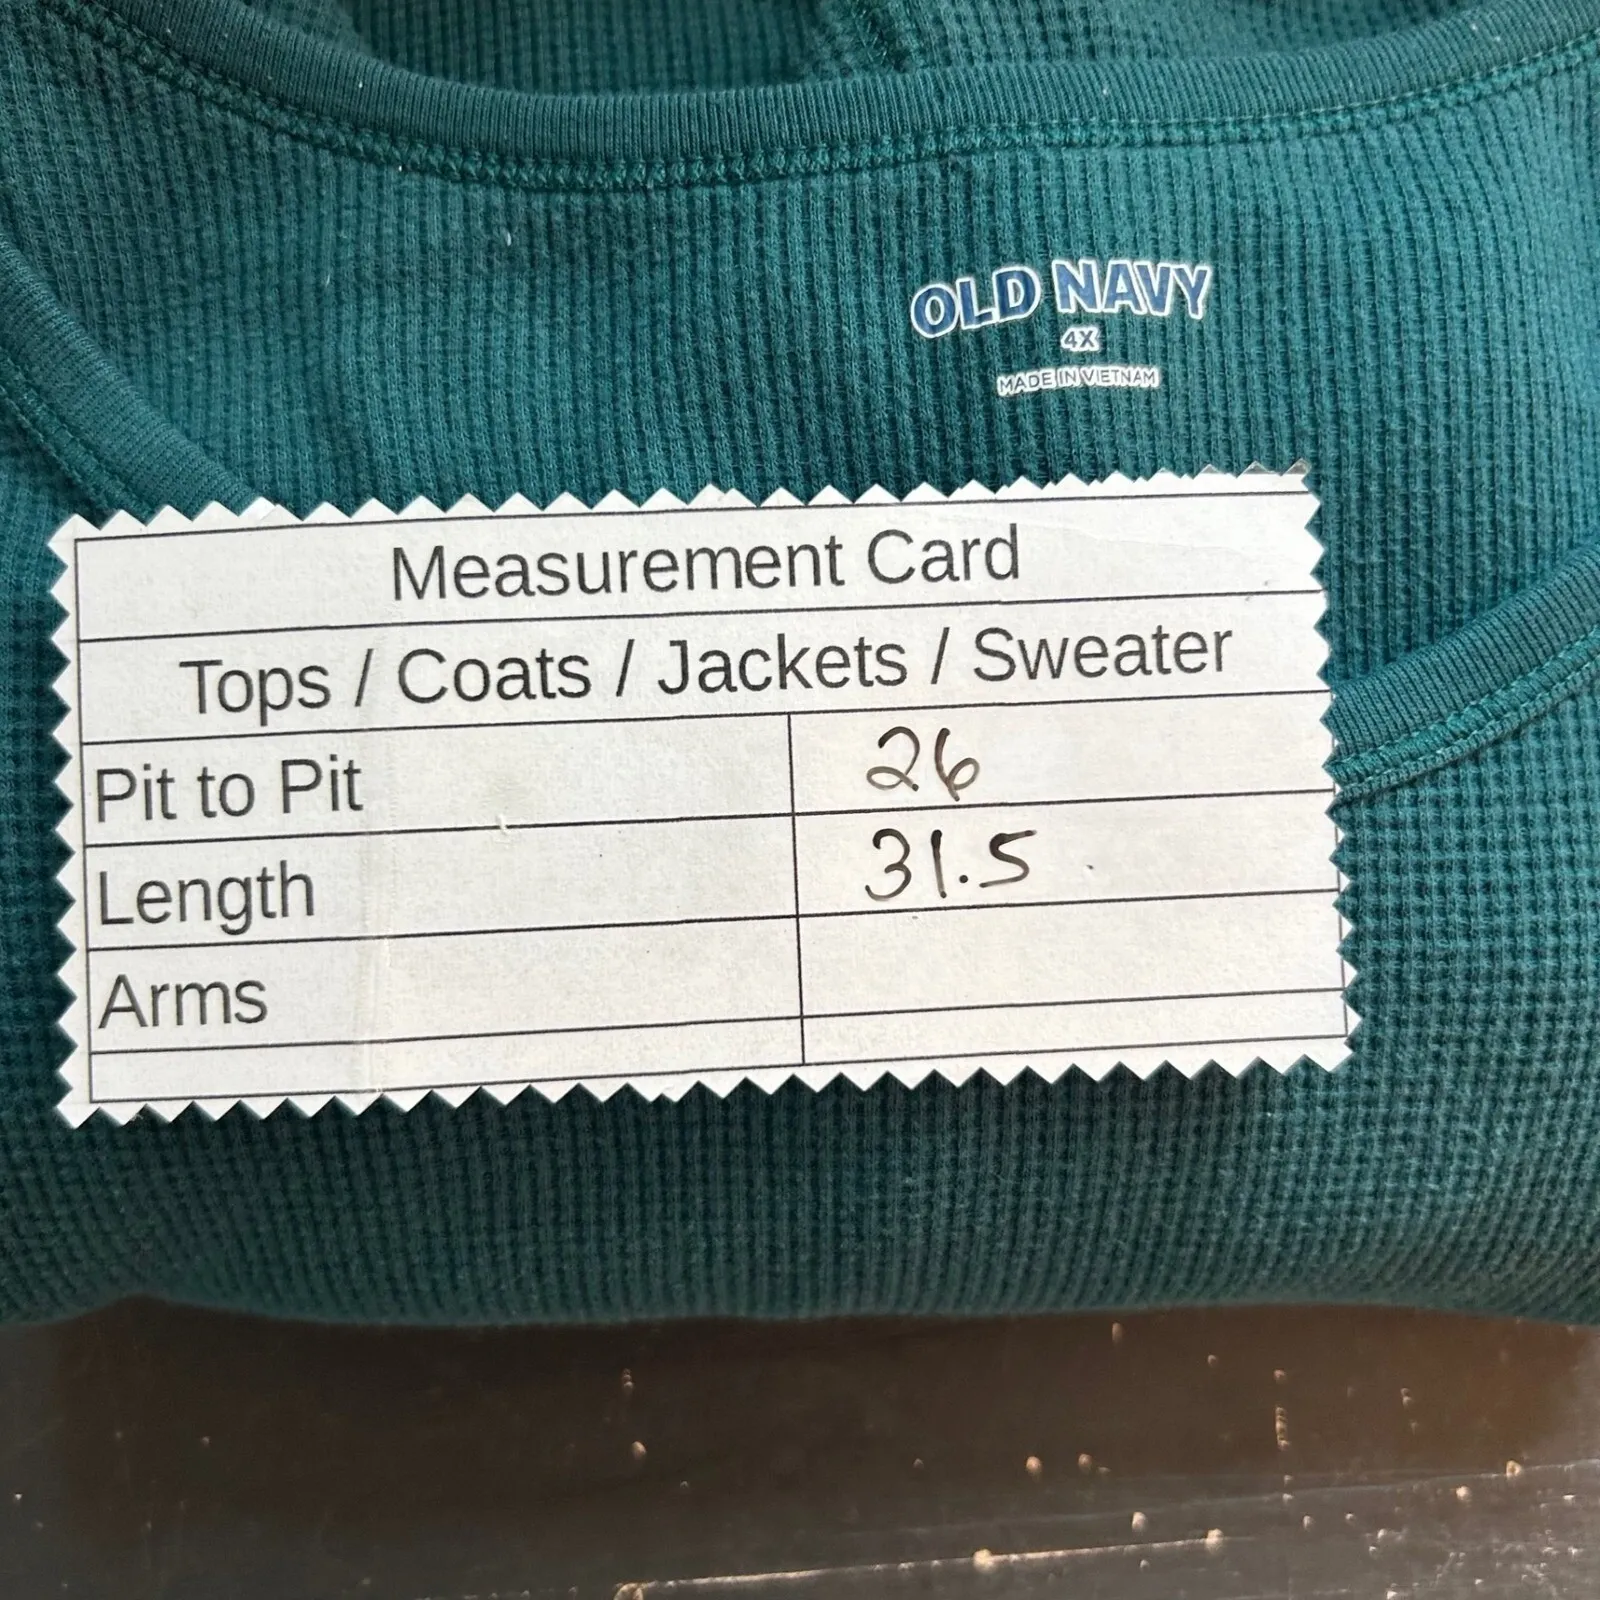 OLD NAVY
4X
MADE IN VIETNAM
Measurement Card
Tops / Coats / Jackets / Sweater
Pit to Pit 26
Length 31.5
Arms